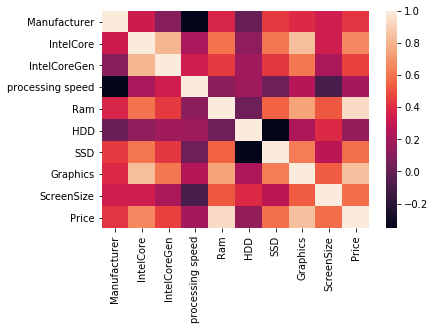 Manufacturer
IntelCore
IntelCoreGen
processing speed
Ram
HDD
SSD
Graphics
ScreenSize
Price
Manufacturer
IntelCore
IntelCoreGen
processing speed
Ram
HDD
SSD
Graphics
ScreenSize
Price
1.0
0.8
0.6
0.4
0.2
0.0
−0.2